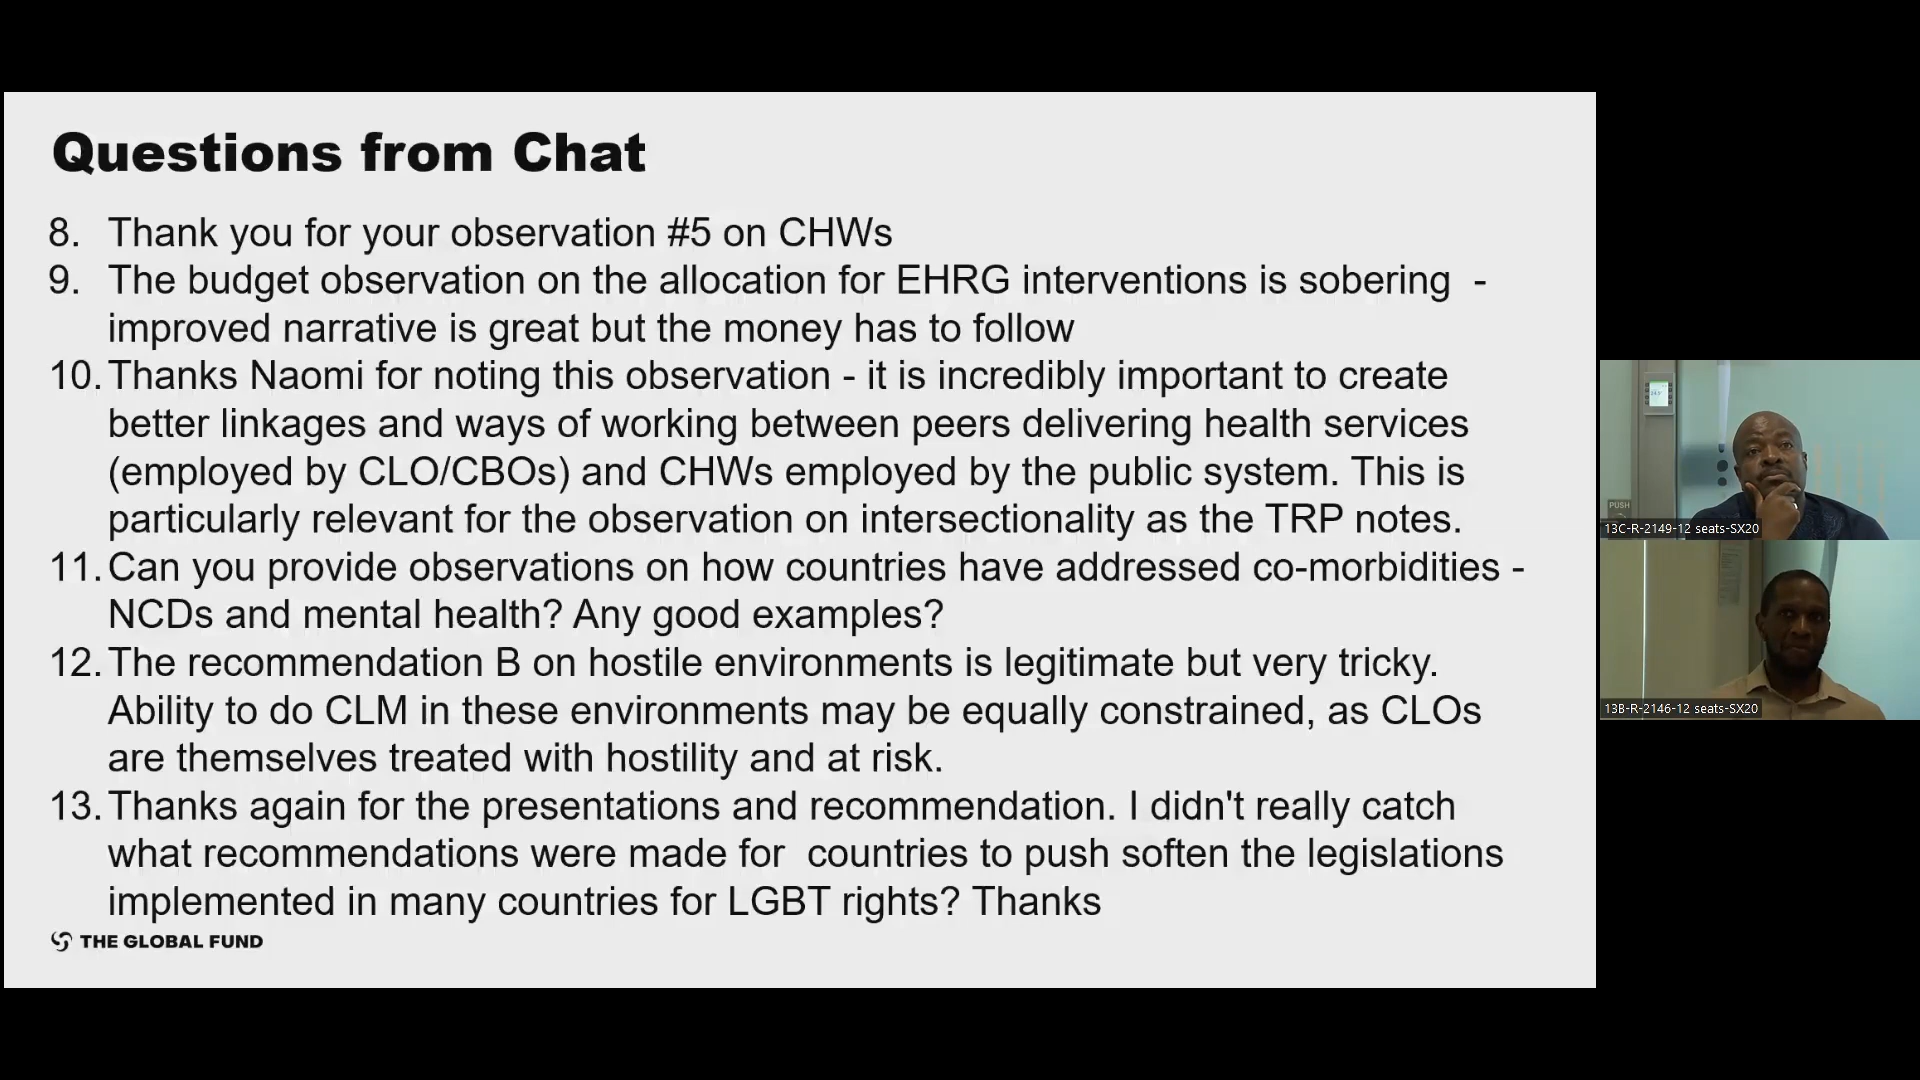 Questions from Chat
8. Thank you for your observation #5 on CHWs
9. The budget observation on the allocation for EHRG interventions is sobering -
improved narrative is great but the money has to follow
10. Thanks Naomi for noting this observation - it is incredibly important to create
better linkages and ways of working between peers delivering health services
(employed by CLO/CBOs) and CHWs employed by the public system. This is
particularly relevant for the observation on intersectionality as the TRP notes.
11. Can you provide observations on how countries have addressed co-morbidities -
NCDs and mental health? Any good examples?
12. The recommendation B on hostile environments is legitimate but very tricky.
Ability to do CLM in these environments may be equally constrained, as CLOs
are themselves treated with hostility and at risk.
13. Thanks again for the presentations and recommendation. I didn't really catch
what recommendations were made for countries to push soften the legislations
implemented in many countries for LGBT rights? Thanks
THE GLOBAL FUND
PUSH
13C-R-2149-12 seats-SX20
13B-R-2146-12 seats-SX20